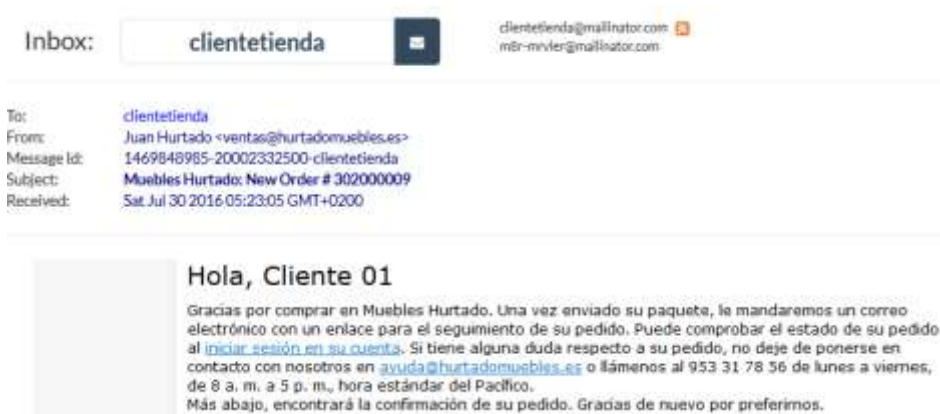 Inbox:
clientetienda
clientetienda@mailinator.com
m8r-mrvler@mailinator.com
To: clientetienda
From: Juan Hurtado <ventas@hurtadomuebles.es>
Message Id: 1469848985-20002332500-clientetienda
Subject: Muebles Hurtado: New Order # 302000009
Received: Sat Jul 30 2016 05:23:05 GMT+0200
Hola, Cliente 01
Gracias por comprar en Muebles Hurtado. Una vez enviado su paquete, le mandaremos un correo
electrónico con un enlace para el seguimiento de su pedido. Puede comprobar el estado de su pedido
al iniciar sesión en su cuenta. Si tiene alguna duda respecto a su pedido, no deje de ponerse en
contacto con nosotros en ayuda@hurtadomuebles.es o llámenos al 953 31 78 56 de lunes a viernes,
de 8 a. m. a 5 p. m., hora estándar del Pacífico.
Más abajo, encontrará la confirmación de su pedido. Gracias de nuevo por preferirnos.